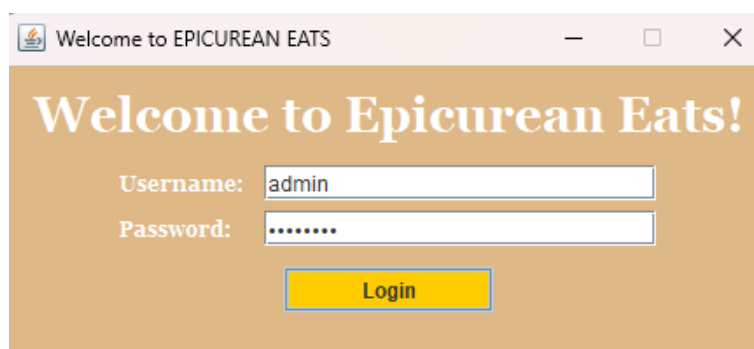 Welcome to EPICUREAN EATS
Welcome to Epicurean Eats!
Username: admin
Password: ••••••••
Login